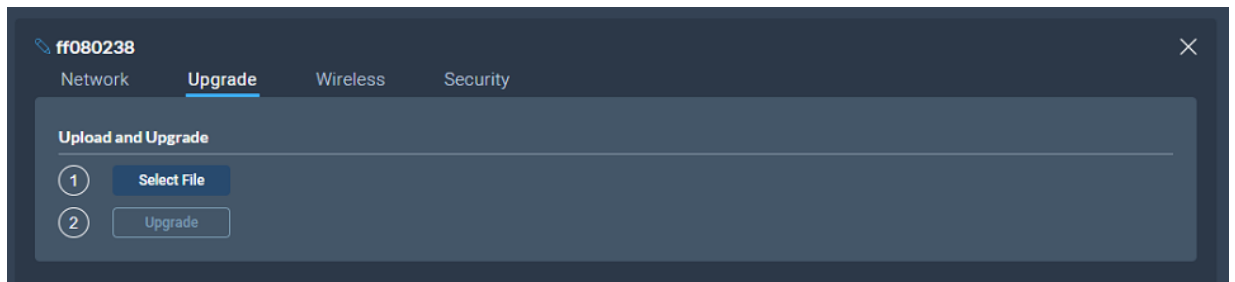 ff080238
Network Upgrade Wireless Security
Upload and Upgrade
1 Select File
2 Upgrade